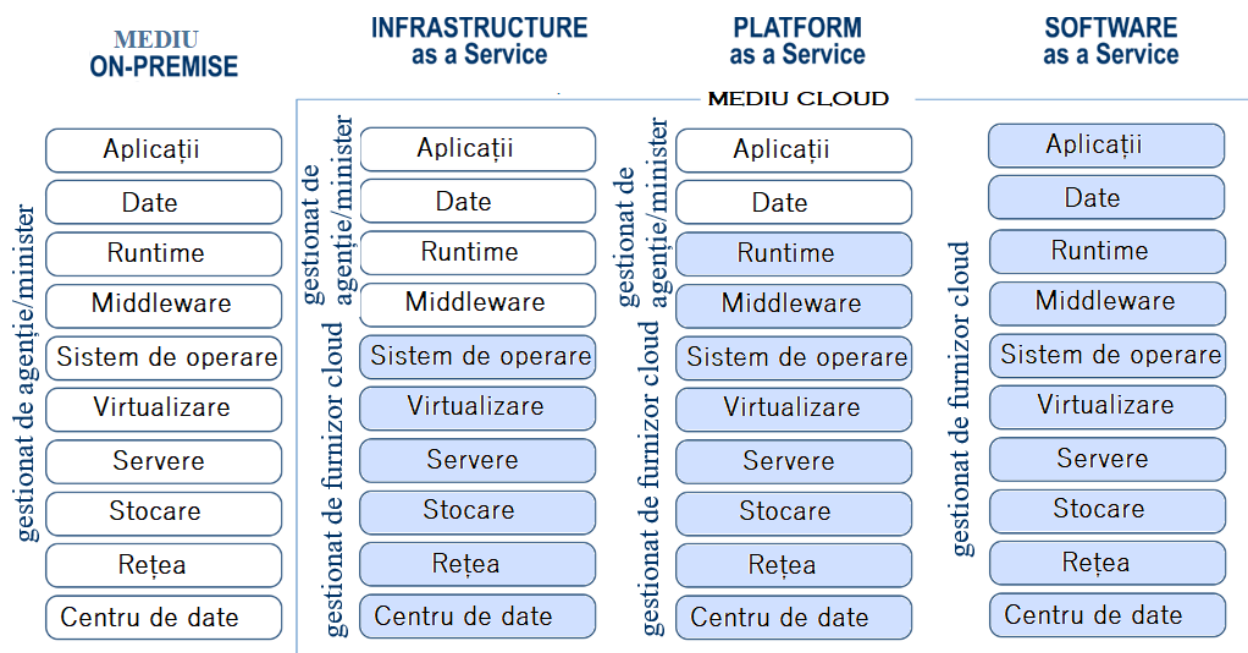 MEDIU
ON-PREMISE
INFRASTRUCTURE
as a Service
PLATFORM
as a Service
SOFTWARE
as a Service
MEDIU CLOUD
gestionat de agenție/minister
Aplicații
Date
Runtime
Middleware
Sistem de operare
Virtualizare
Servere
Stocare
Rețea
Centru de date
gestionat de
agenție/minister
gestionat de furnizor cloud
Aplicații
Date
Runtime
Middleware
Sistem de operare
Virtualizare
Servere
Stocare
Rețea
Centru de date
gestionat de
agenție/minister
gestionat de furnizor cloud
Aplicații
Date
Runtime
Middleware
Sistem de operare
Virtualizare
Servere
Stocare
Rețea
Centru de date
gestionat de furnizor cloud
Aplicații
Date
Runtime
Middleware
Sistem de operare
Virtualizare
Servere
Stocare
Rețea
Centru de date